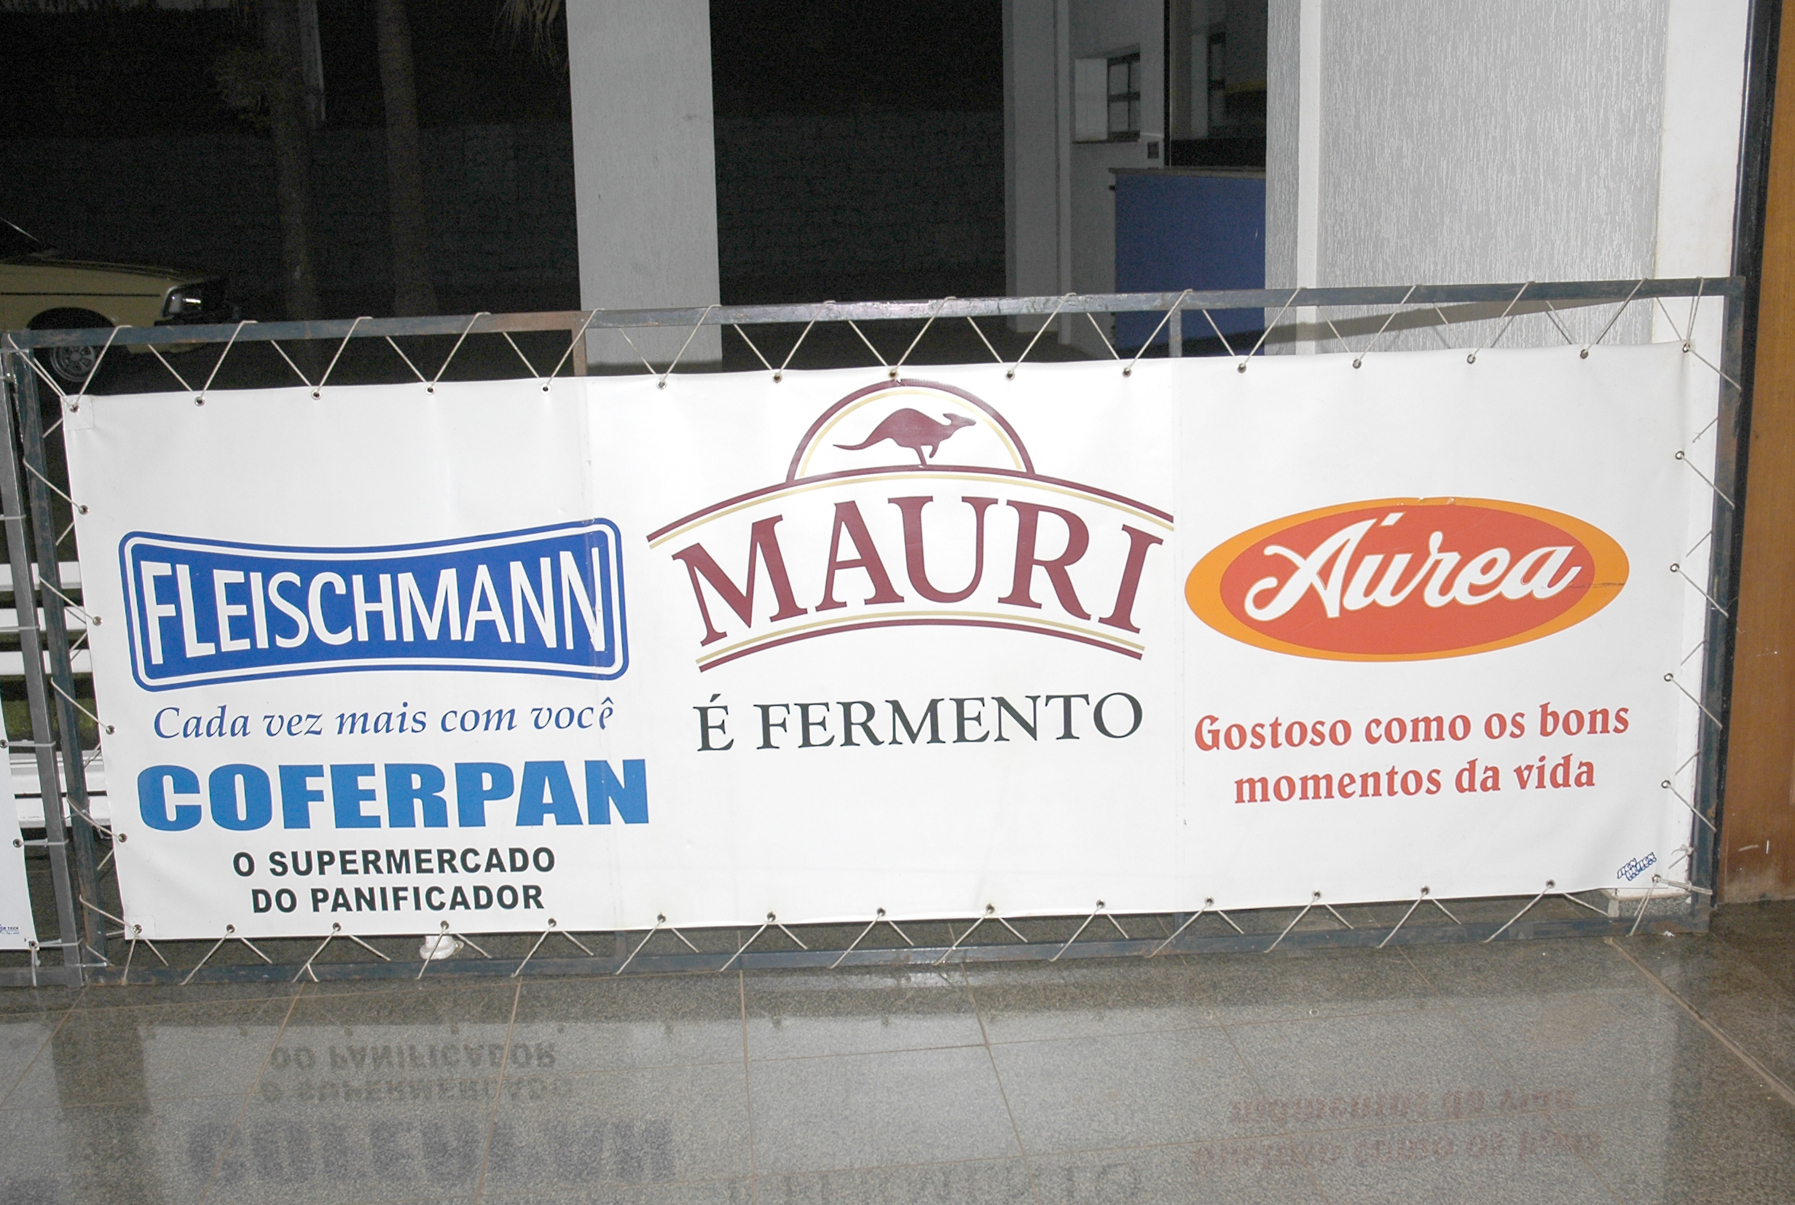 FLEISCHMANN
Cada vez mais com você
COFERPAN
O SUPERMERCADO
DO PANIFICADOR
MAURI
É FERMENTO
Áurea
Gostoso como os bons
momentos da vida